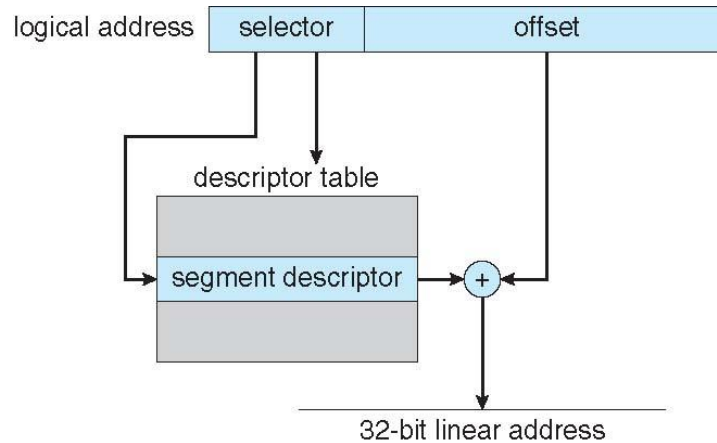 logical address selector offset
descriptor table
segment descriptor +
32-bit linear address